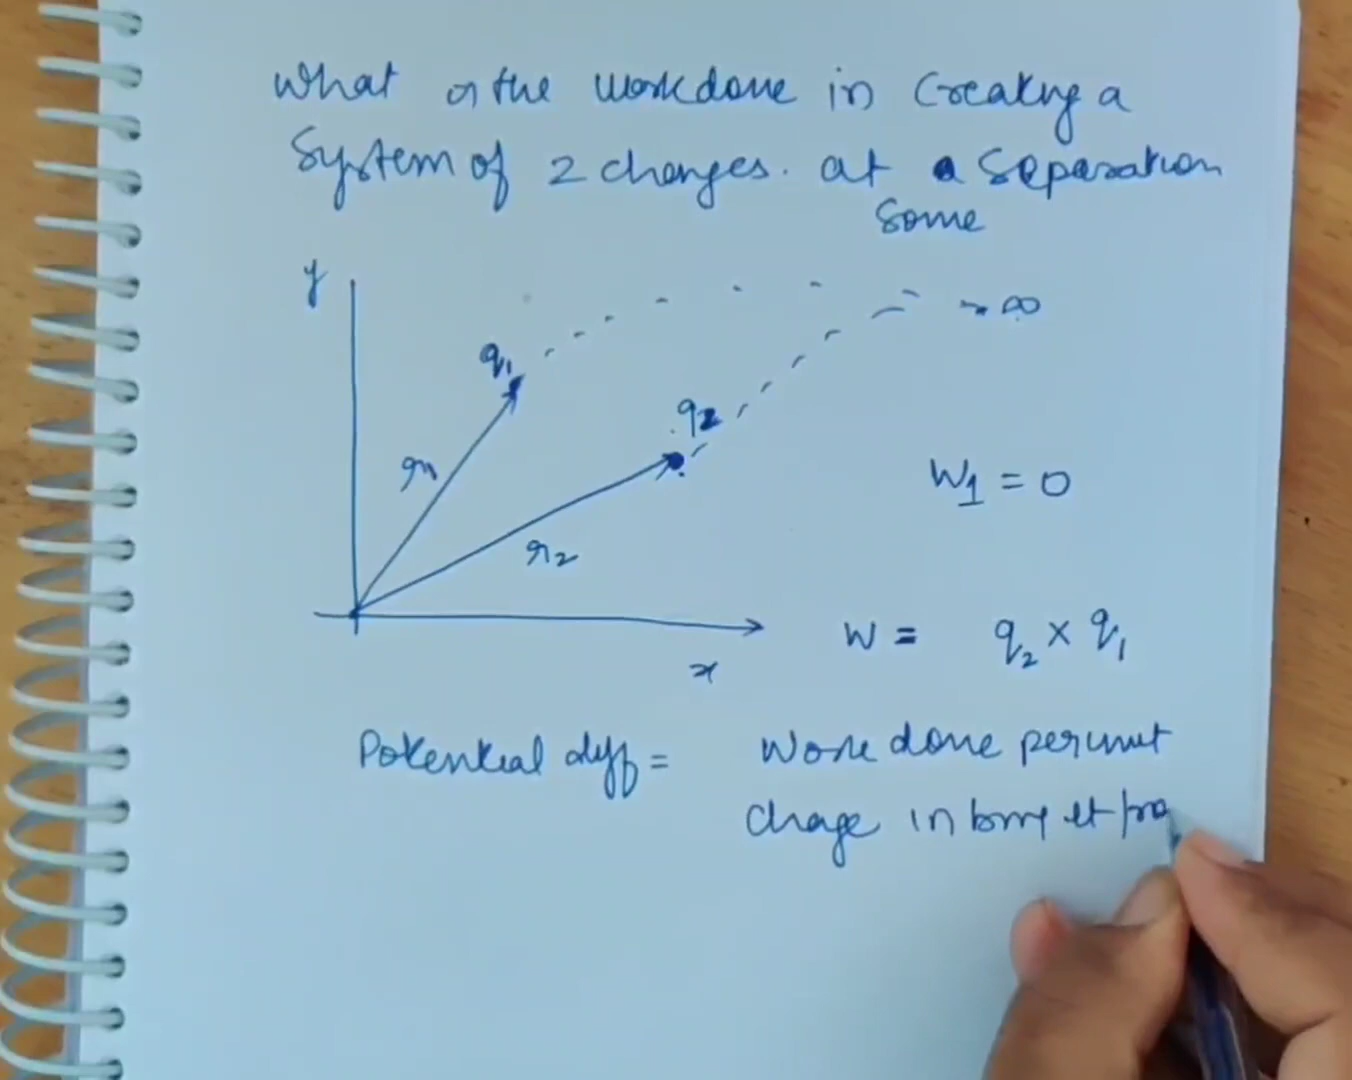 What is the workdone in Creating a
System of 2 charges. at a separation
Some
y
q1
∞
q2
r1
W1 = 0
r2
W = q2 x q1
x
Potential diff = Work done per unit
charge in bring it fro